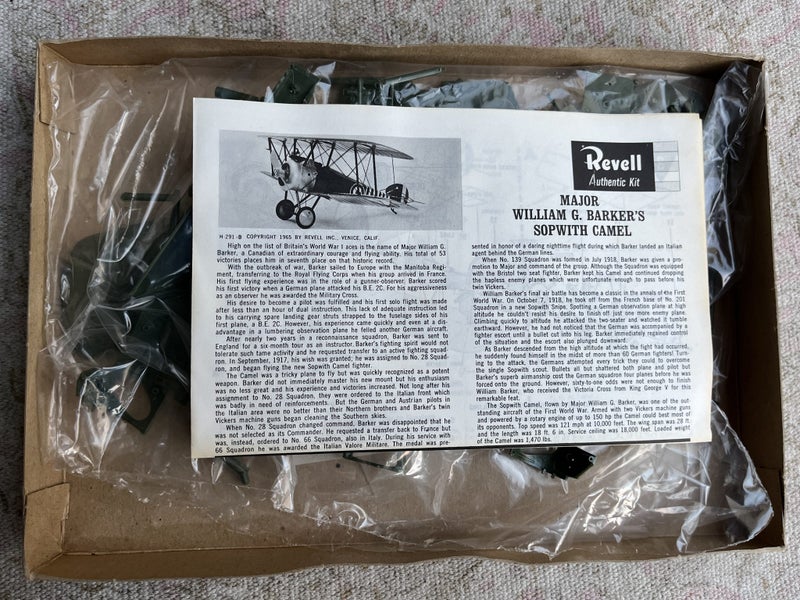 Revell
Authentic Kit
MAJOR
WILLIAM G. BARKER'S
SOPWITH CAMEL
H-291-B COPYRIGHT 1965 BY REVELL INC., VENICE, CALIF.
High on the list of Britain's World War I aces is the name of Major William G.
Barker, a Canadian of extraordinary courage and flying ability. His total of 53
victories places him in seventh place on that historic record.
With the outbreak of war, Barker sailed to Europe with the Manitoba Regi-
ment, transferring to the Royal Flying Corps when his group arrived in England.
His first flying experience was in the role of a gunner-observer. Barker scored
his first victory when a German plane attacked his B.E. 2C. For his aggressiveness
as an observer he was awarded the Military Cross.
His desire to become a pilot was fulfilled and his first solo flight was made
after less than an hour of dual instruction. This lack of adequate instruction led
to his carrying spare landing gear struts strapped to the fuselage sides of his
first plane, a B.E. 2C. However, his experience came quickly and even at a dis-
advantage in a lumbering observation plane he felled another German aircraft.
After nearly two years in a reconnaissance squadron, Barker was sent to
England for a six-month tour as an instructor. Barker's fighting spirit would not
tolerate such tame activity and he requested transfer to an active fighting squad-
ron. In September, 1917, his wish was granted; he was assigned to No. 28 Squad-
ron, and began flying the new Sopwith Camel fighter.
The Camel was a tricky plane to fly but was quickly recognized as a potent
weapon. Barker did not immediately master his new mount but his enthusiasm
was no less great and his experience and victories increased. Not long after his
assignment to No. 28 Squadron, they were ordered to the Italian front which
was badly in need of reinforcements. But the German and Austrian pilots in
the Italian area were no better than their Northern brothers and Barker's twin
Vickers machine guns began cleaning the Southern skies.
When No. 28 Squadron changed command, Barker was disappointed that he
was not selected as its Commander. He requested a transfer back to France but
was, instead, ordered to No. 66 Squadron, also in Italy. During his service with
66 Squadron he was awarded the Italian Valore Militare. The medal was pre-
sented in honor of a daring nighttime flight during which Barker landed an Italian
agent behind the German lines.
When No. 139 Squadron was formed in July 1918, Barker was given a pro-
motion to Major and command of the group. Although the Squadron was equipped
with the Bristol two seat fighter, Barker kept his Camel and continued dropping
the hapless enemy planes which were unfortunate enough to pass before his
twin Vickers.
William Barker's final air battle has become a classic in the annals of the First
World War. On October 7, 1918, he took off from the French base of No. 201
Squadron in a new Sopwith Snipe. Spotting a German observation plane at high
altitude he couldn't resist his desire to finish off just one more enemy plane.
Climbing quickly to altitude he attacked the two-seater and watched it tumble
earthward. However, he had not noticed that the German was accompanied by a
fighter escort until a bullet cut into his leg. Barker immediately regained control
of the situation and the escort also plunged downward.
As Barker descended from the high altitude at which the fight had occurred,
he suddenly found himself in the midst of more than 60 German fighters! Turn-
ing to the attack, the Germans attempted every trick they could to overcome
the single Sopwith scout. Bullets all but shattered both plane and pilot but
Barker's superb airmanship cost the German squadron four planes before he was
forced onto the ground. However, sixty-to-one odds were not enough to finish
William Barker, who received the Victoria Cross from King George V for this
remarkable feat.
The Sopwith Camel, flown by Major William Barker, was one of the out-
standing aircraft of the First World War. Armed with two Vickers machine guns
and powered by a rotary engine of up to 150 hp the Camel could best most of
its opponents. Top speed was 121 mph at 10,000 feet. The wing span was 28 ft.
and the length was 18 ft. 6 in. Service ceiling was 18,000 feet. Loaded weight
of the Camel was 1,470 lbs.